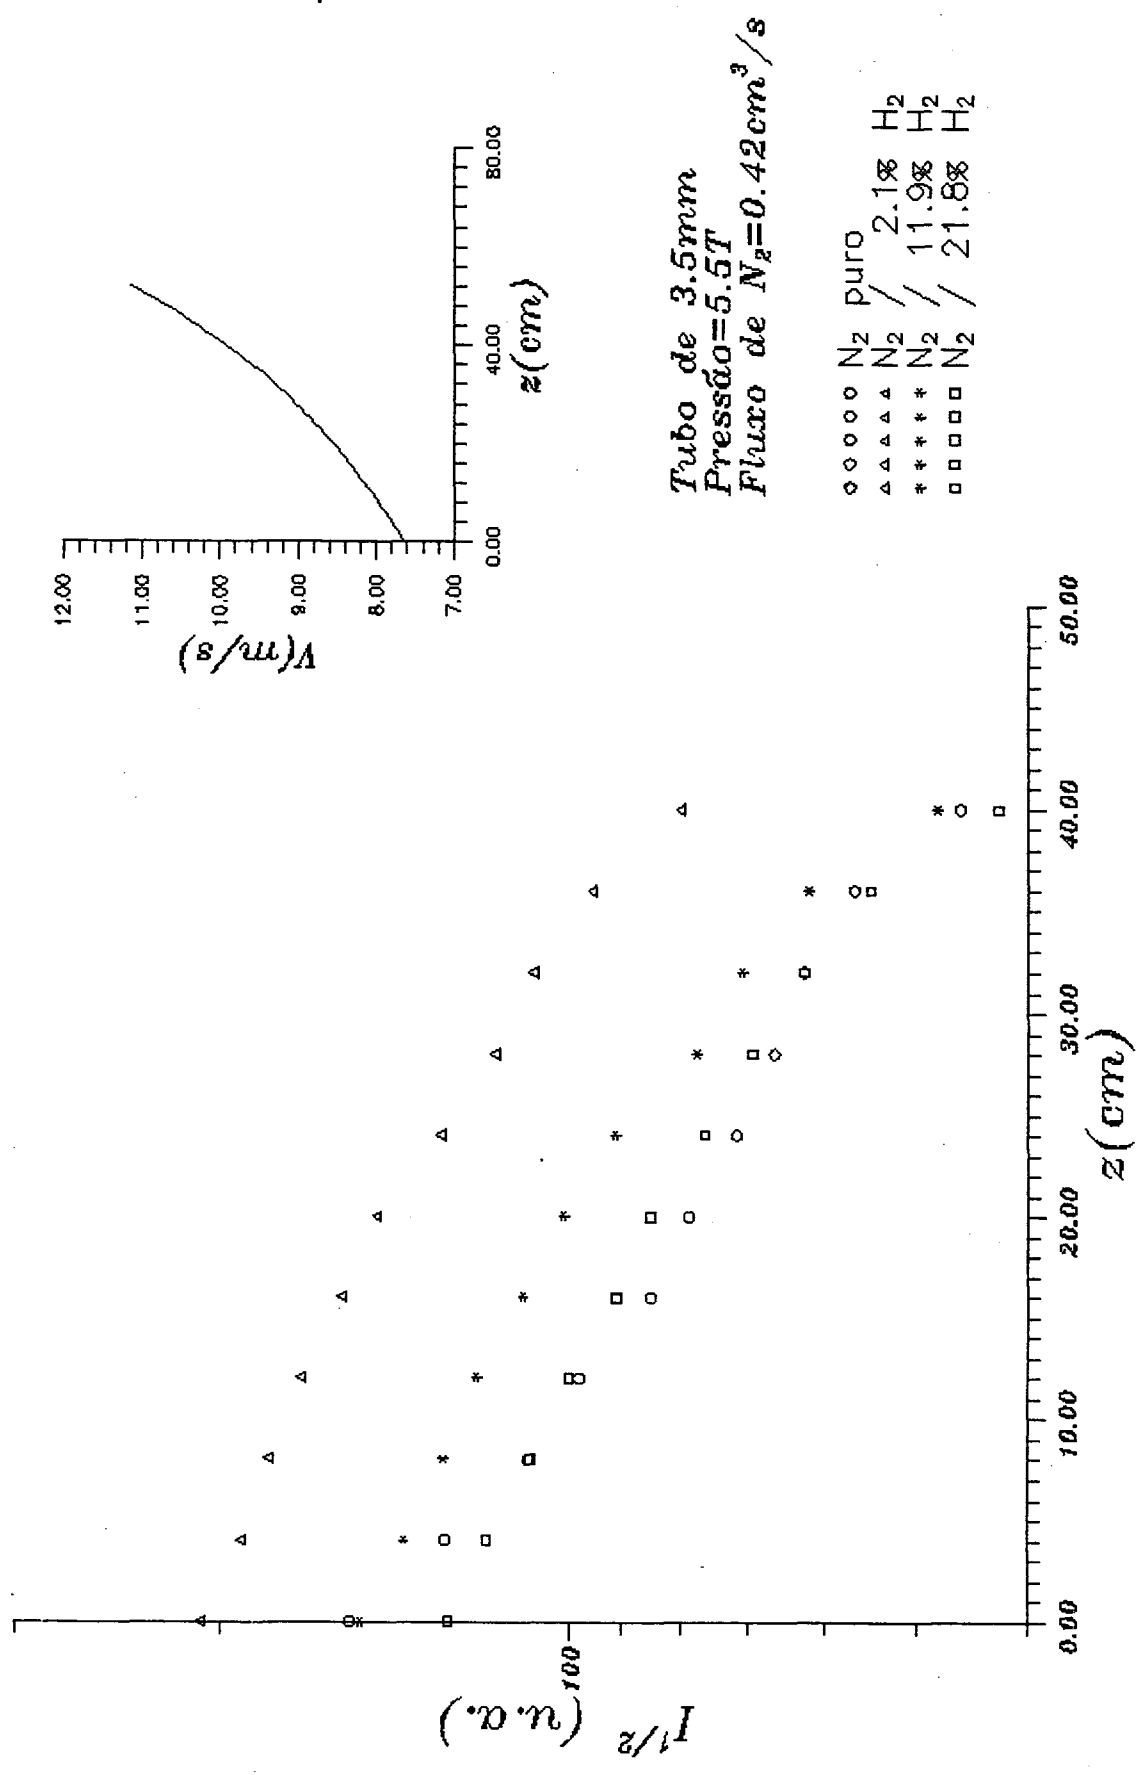 12.00
11.00
10.00
9.00
8.00
7.00
V(m/s)
0.00
40.00
80.00
z(cm)
Tubo de 3.5mm
Pressão=5.5T
Fluxo de N₂=0.42cm³/s
N₂ puro
N₂ / 2.1% H₂
N₂ / 11.9% H₂
N₂ / 21.8% H₂
I¹/² (u.a.)
100
0.00
10.00
20.00
30.00
40.00
50.00
z(cm)